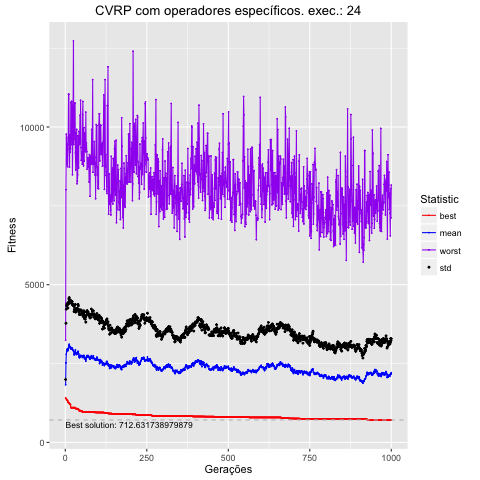 CVRP com operadores específicos. exec.: 24
Fitness
10000
5000
0
Best solution: 712.631738979879
0
250
500
750
1000
Gerações
Statistic
best
mean
worst
std